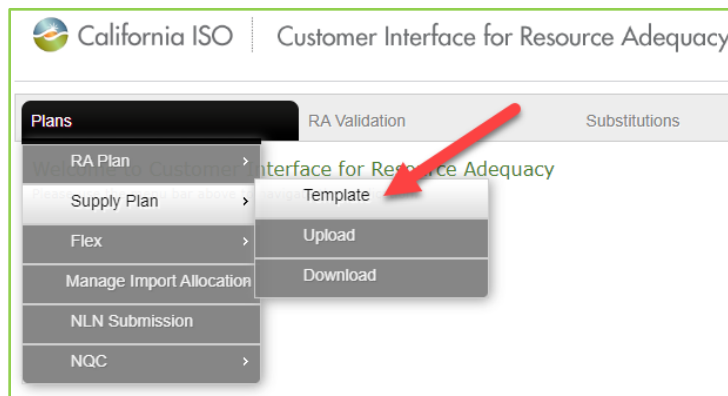 California ISO Customer Interface for Resource Adequacy
Plans RA Validation Substitutions
Welcome to Customer Interface for Resource Adequacy
RA Plan
Supply Plan
Template
Flex
Upload
Manage Import Allocation
Download
NLN Submission
NQC